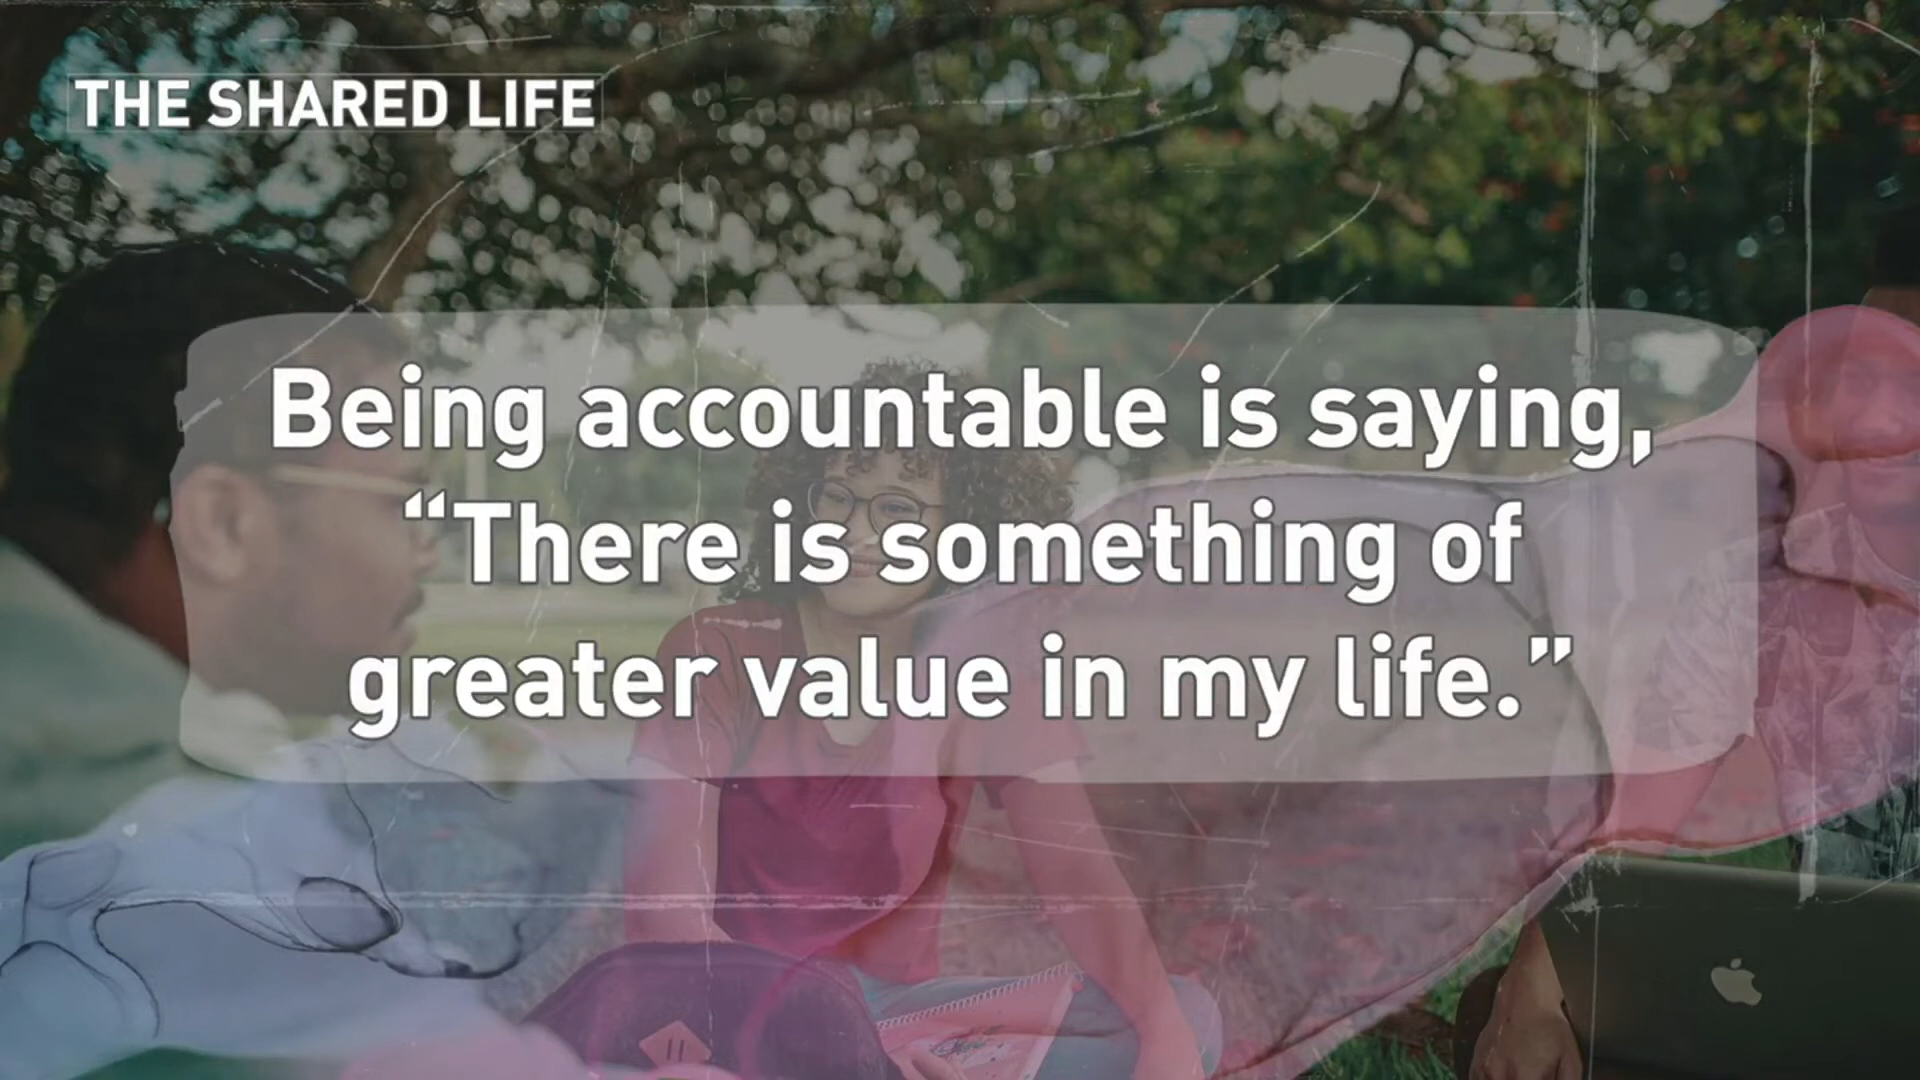 THE SHARED LIFE
Being accountable is saying,
“There is something of
greater value in my life.”